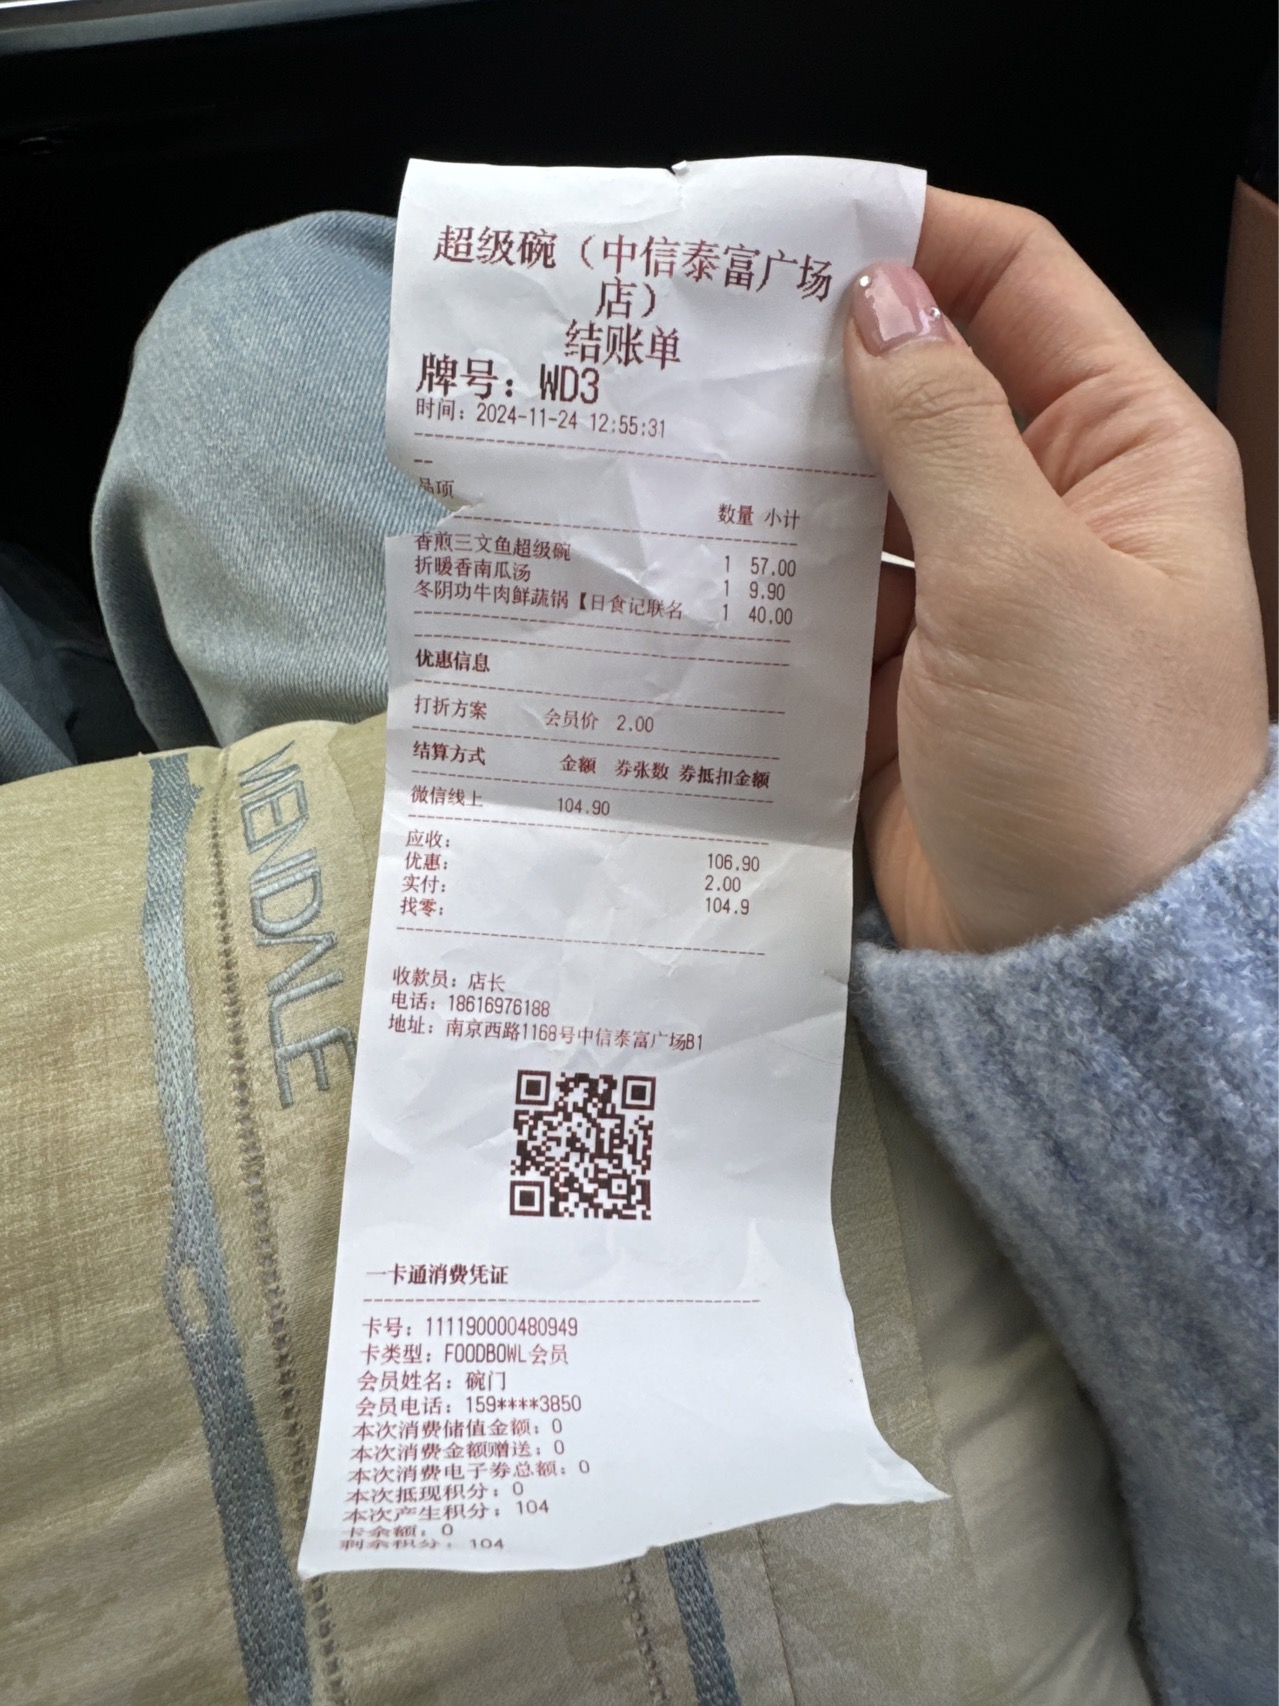 超级碗（中信泰富广场
店）
结账单
牌号：WD3
时间：2024-11-24 12:55:31
品项 数量 小计
香煎三文鱼超级碗 1 57.00
折暖香南瓜汤 1 9.90
冬阴功牛肉鲜蔬锅【日食记联名 1 40.00
优惠信息
打折方案 会员价 2.00
结算方式 金额 券张数 券抵扣金额
微信线上 104.90
应收： 106.90
优惠： 2.00
实付： 104.9
找零：
收款员：店长
电话：18616976188
地址：南京西路1168号中信泰富广场B1
一卡通消费凭证
卡号：111190000480949
卡类型：FOODBOWL会员
会员姓名：碗门
会员电话：159****3850
本次消费储值金额：0
本次消费金额赠送：0
本次消费电子券总额：0
本次抵现积分：0
本次产生积分：104
卡余额：0
剩余积分：104